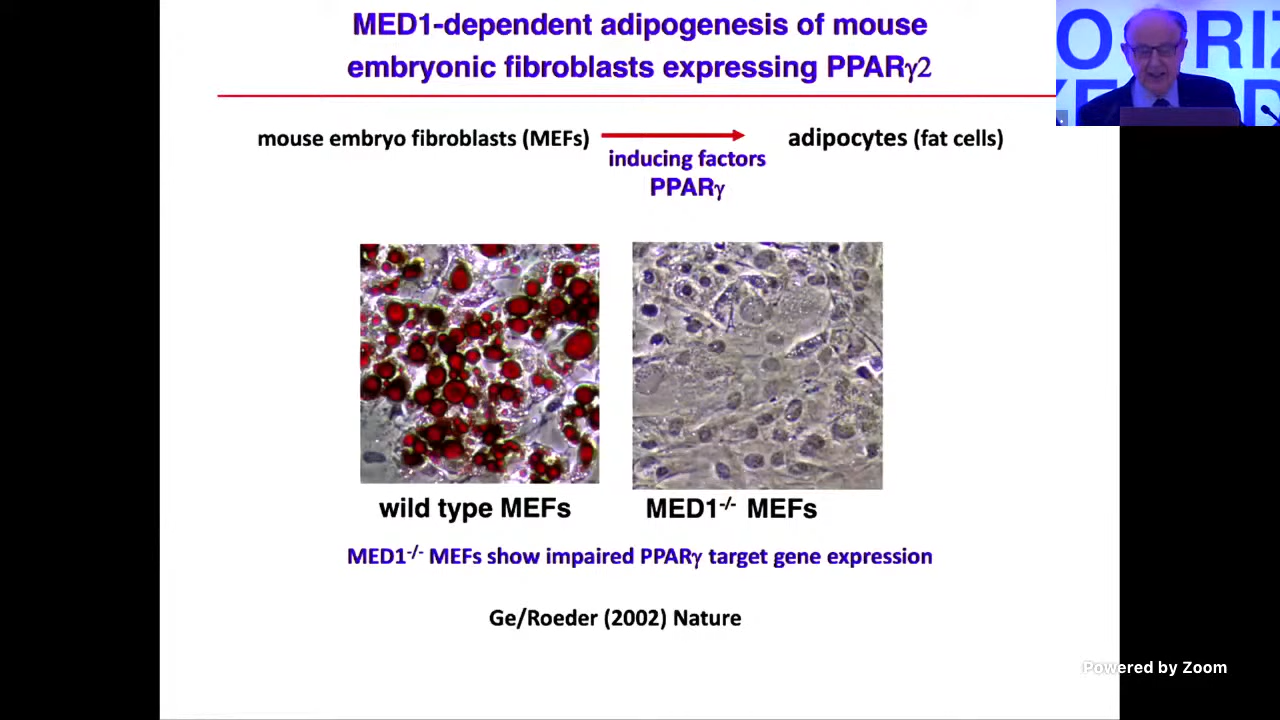 MED1-dependent adipogenesis of mouse
embryonic fibroblasts expressing PPARγ2
mouse embryo fibroblasts (MEFs)
inducing factors
PPARγ
adipocytes (fat cells)
wild type MEFs
MED1-/- MEFs
MED1-/- MEFs show impaired PPARγ target gene expression
Ge/Roeder (2002) Nature
Powered by Zoom